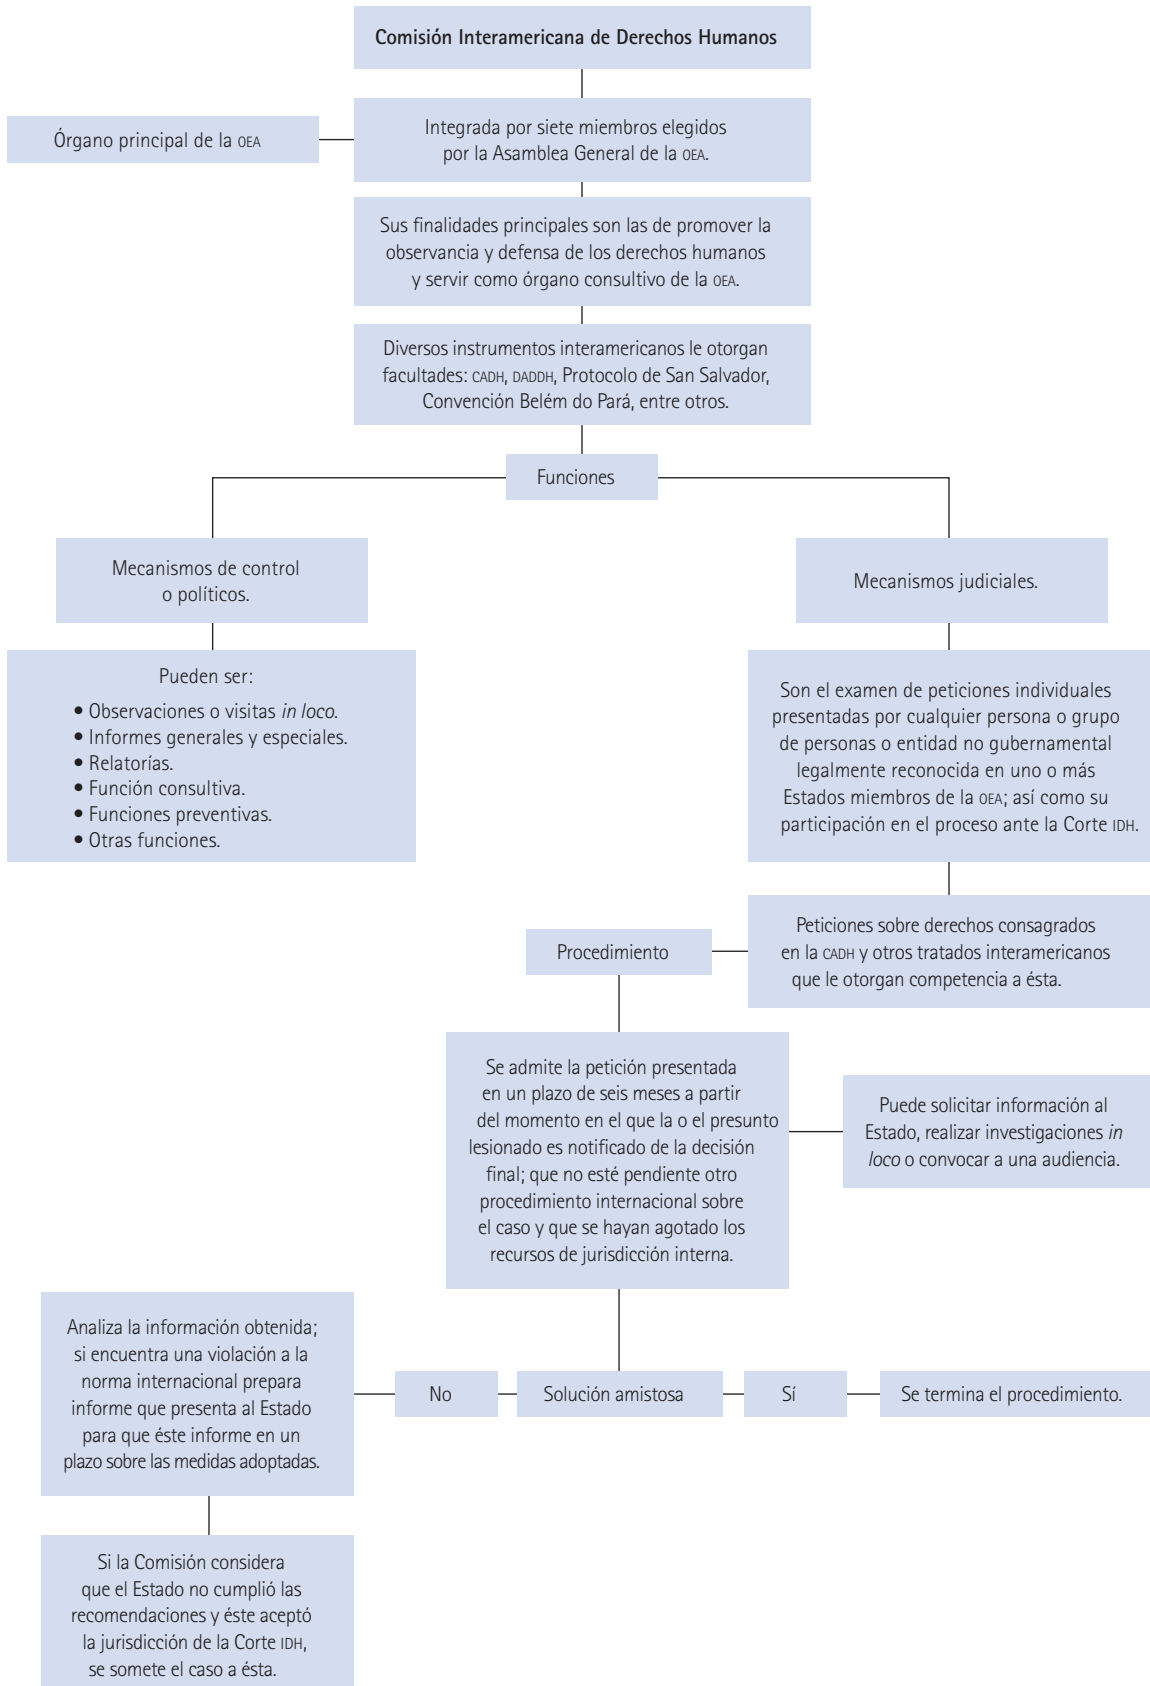 Comisión Interamericana de Derechos Humanos
Órgano principal de la OEA
Integrada por siete miembros elegidos
por la Asamblea General de la OEA.
Sus finalidades principales son las de promover la
observancia y defensa de los derechos humanos
y servir como órgano consultivo de la OEA.
Diversos instrumentos interamericanos le otorgan
facultades: CADH, DADDH, Protocolo de San Salvador,
Convención Belém do Pará, entre otros.
Funciones
Mecanismos de control
o políticos.
Pueden ser:
• Observaciones o visitas in loco.
• Informes generales y especiales.
• Relatorías.
• Función consultiva.
• Funciones preventivas.
• Otras funciones.
Mecanismos judiciales.
Son el examen de peticiones individuales
presentadas por cualquier persona o grupo
de personas o entidad no gubernamental
legalmente reconocida en uno o más
Estados miembros de la OEA; así como su
participación en el proceso ante la Corte IDH.
Peticiones sobre derechos consagrados
en la CADH y otros tratados interamericanos
que le otorgan competencia a ésta.
Procedimiento
Se admite la petición presentada
en un plazo de seis meses a partir
del momento en el que la o el presunto
lesionado es notificado de la decisión
final; que no esté pendiente otro
procedimiento internacional sobre
el caso y que se hayan agotado los
recursos de jurisdicción interna.
Puede solicitar información al
Estado, realizar investigaciones in
loco o convocar a una audiencia.
Solución amistosa
Sí
Se termina el procedimiento.
No
Analiza la información obtenida;
si encuentra una violación a la
norma internacional prepara
informe que presenta al Estado
para que éste informe en un
plazo sobre las medidas adoptadas.
Si la Comisión considera
que el Estado no cumplió las
recomendaciones y éste aceptó
la jurisdicción de la Corte IDH,
se somete el caso a ésta.